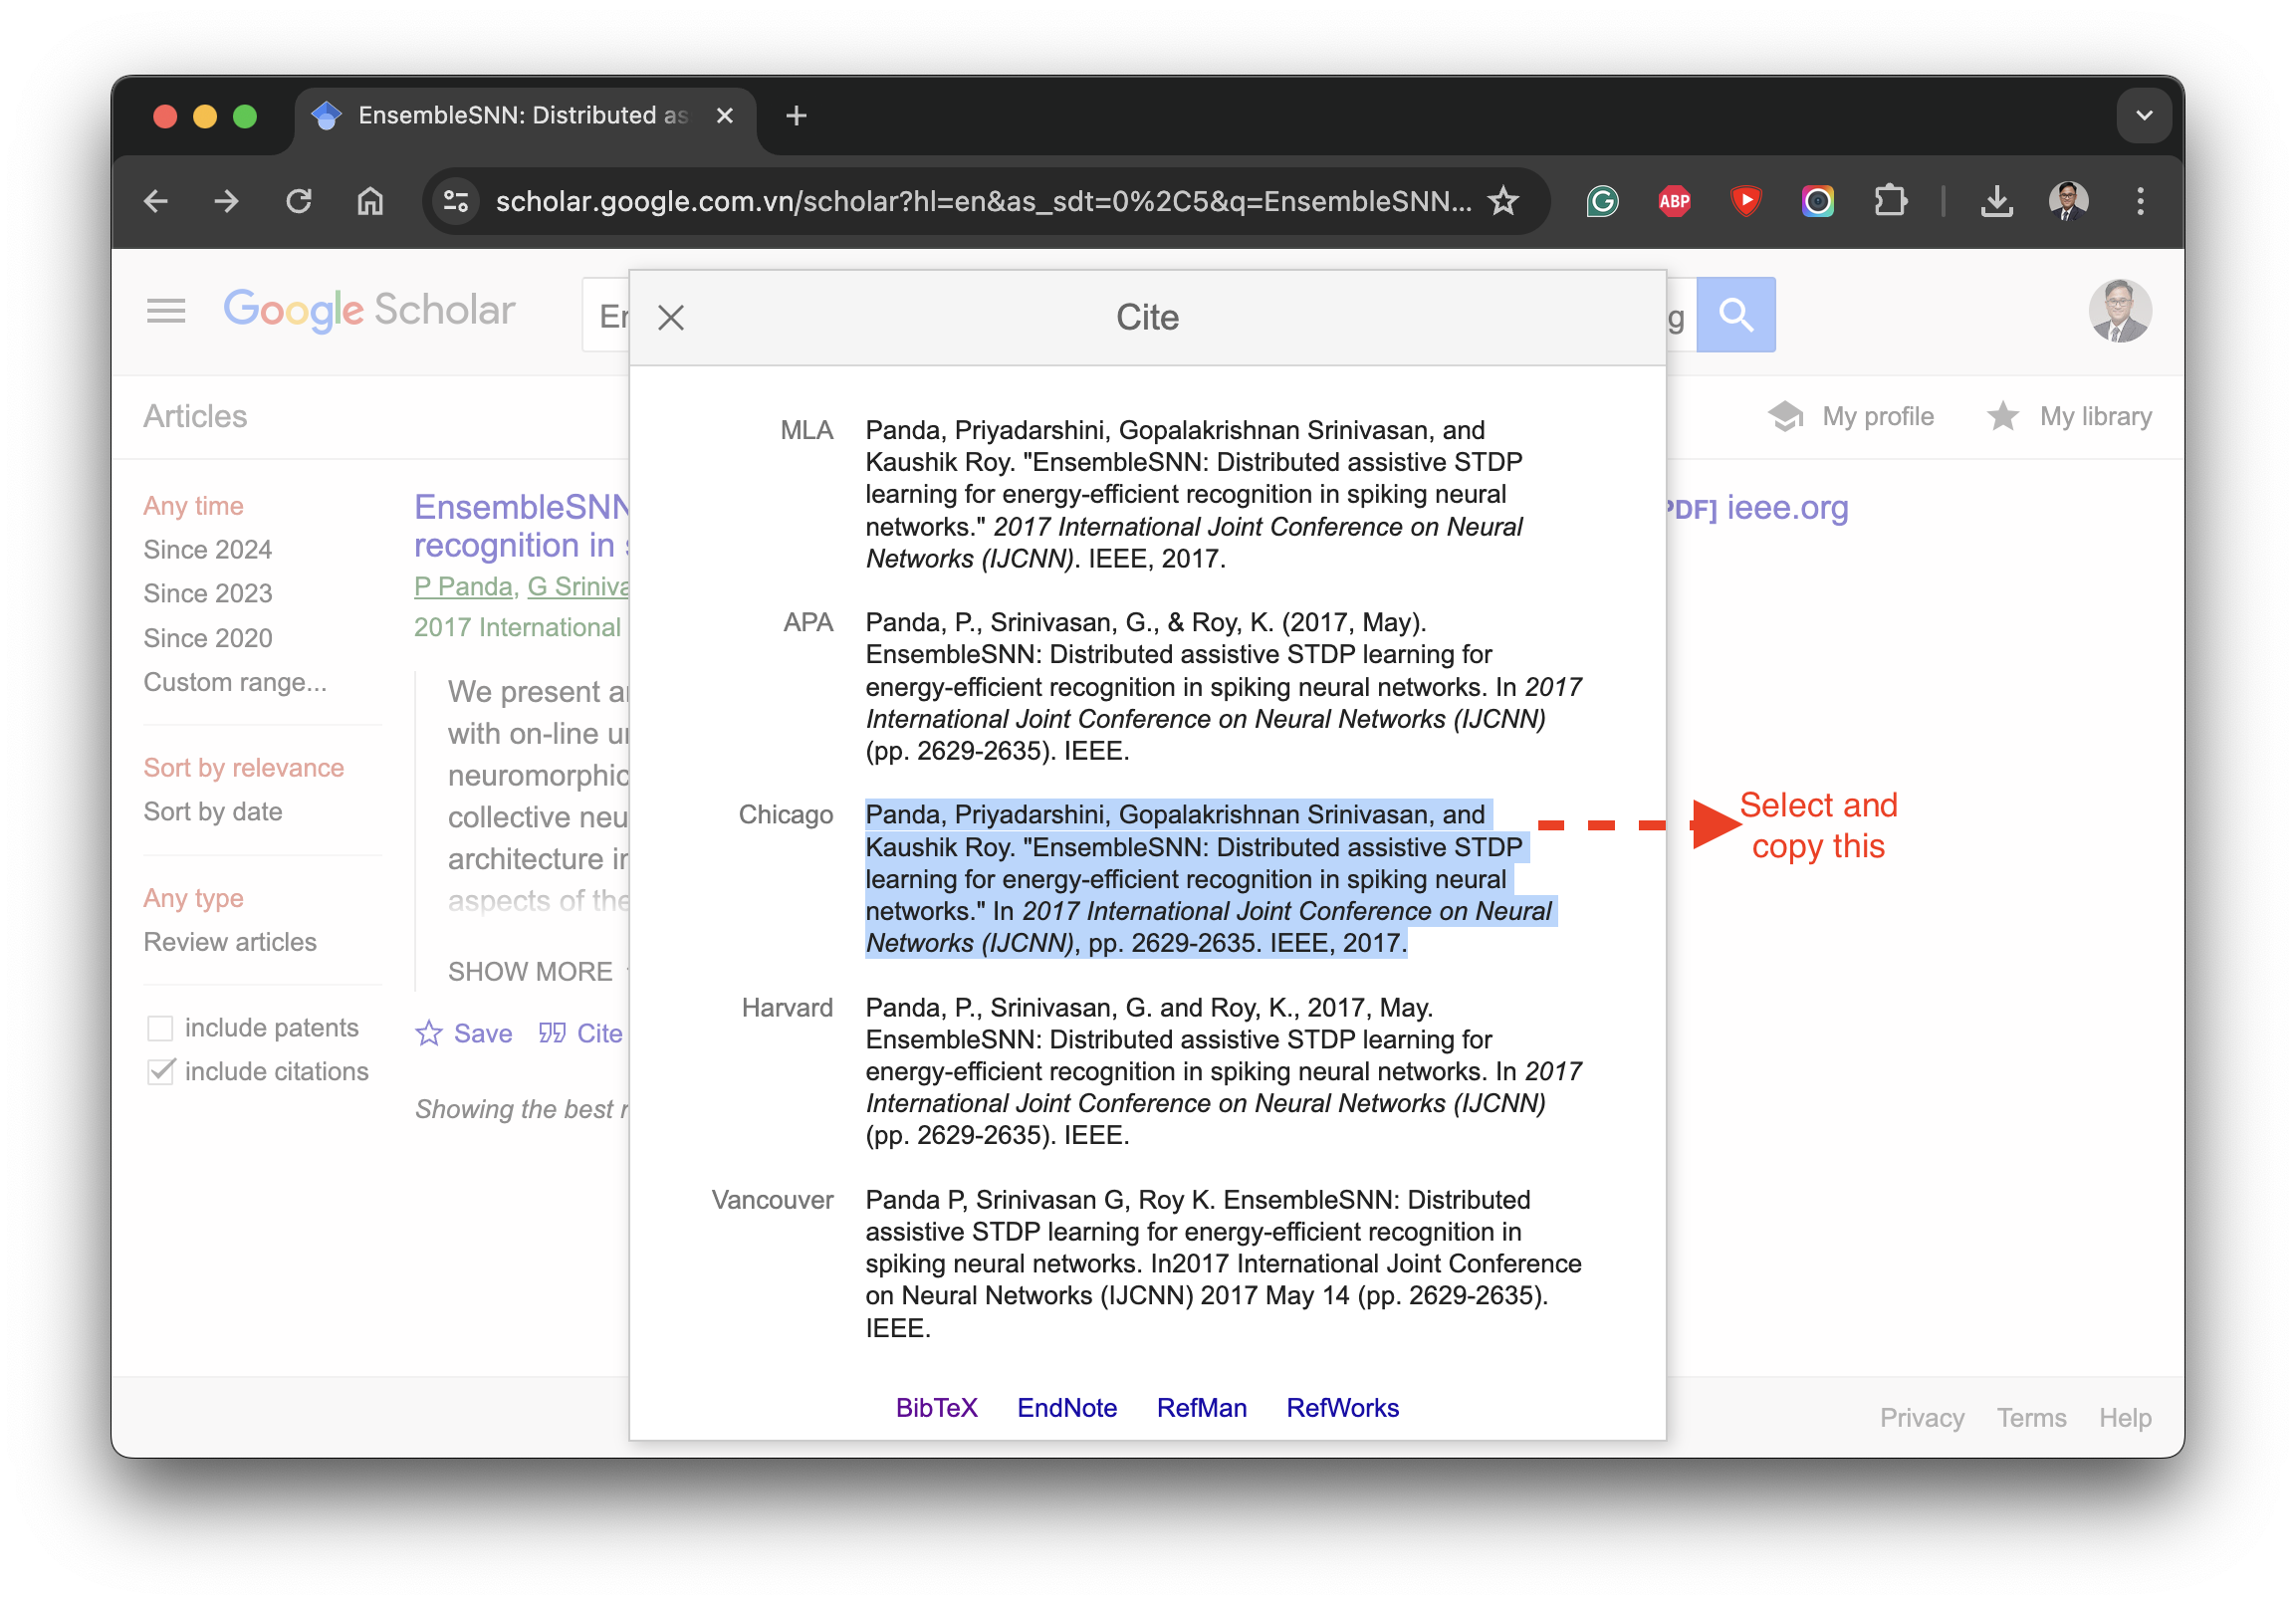 EnsembleSNN: Distributed as
scholar.google.com.vn/scholar?hl=en&as_sdt=0%2C5&q=EnsembleSNN...
ABP
Google Scholar
En
Cite
g
Articles
My profile
My library
Any time
Since 2024
Since 2023
Since 2020
Custom range...
Sort by relevance
Sort by date
Any type
Review articles
include patents
include citations
EnsembleSNN
recognition in
P Panda, G Sriniva
2017 International
We present
with on-line
neuromorphic
collective neu
architecture
aspects of the
SHOW MORE
Save Cite
Showing the best
PDF] ieee.org
MLA
Panda, Priyadarshini, Gopalakrishnan Srinivasan, and
Kaushik Roy. "EnsembleSNN: Distributed assistive STDP
learning for energy-efficient recognition in spiking neural
networks." 2017 International Joint Conference on Neural
Networks (IJCNN). IEEE, 2017.
APA
Panda, P., Srinivasan, G., & Roy, K. (2017, May).
EnsembleSNN: Distributed assistive STDP learning for
energy-efficient recognition in spiking neural networks. In 2017
International Joint Conference on Neural Networks (IJCNN)
(pp. 2629-2635). IEEE.
Chicago
Panda, Priyadarshini, Gopalakrishnan Srinivasan, and
Kaushik Roy. "EnsembleSNN: Distributed assistive STDP
learning for energy-efficient recognition in spiking neural
networks." In 2017 International Joint Conference on Neural
Networks (IJCNN), pp. 2629-2635. IEEE, 2017.
Select and
copy this
Harvard
Panda, P., Srinivasan, G. and Roy, K., 2017, May.
EnsembleSNN: Distributed assistive STDP learning for
energy-efficient recognition in spiking neural networks. In 2017
International Joint Conference on Neural Networks (IJCNN)
(pp. 2629-2635). IEEE.
Vancouver
Panda P, Srinivasan G, Roy K. EnsembleSNN: Distributed
assistive STDP learning for energy-efficient recognition in
spiking neural networks. In2017 International Joint Conference
on Neural Networks (IJCNN) 2017 May 14 (pp. 2629-2635).
IEEE.
BibTeX EndNote RefMan RefWorks
Privacy Terms Help